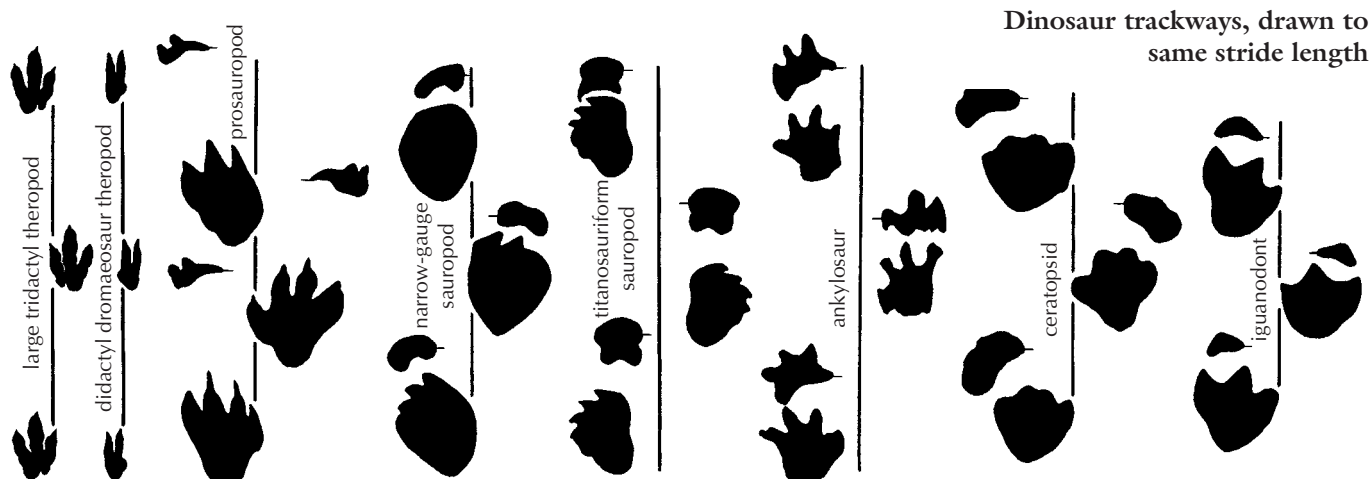 Dinosaur trackways, drawn to
same stride length
large tridactyl theropod
didactyl dromaeosaur theropod
prosauropod
narrow-gauge
sauropod
titanosauriform
sauropod
ankylosaur
ceratopsid
iguanodont